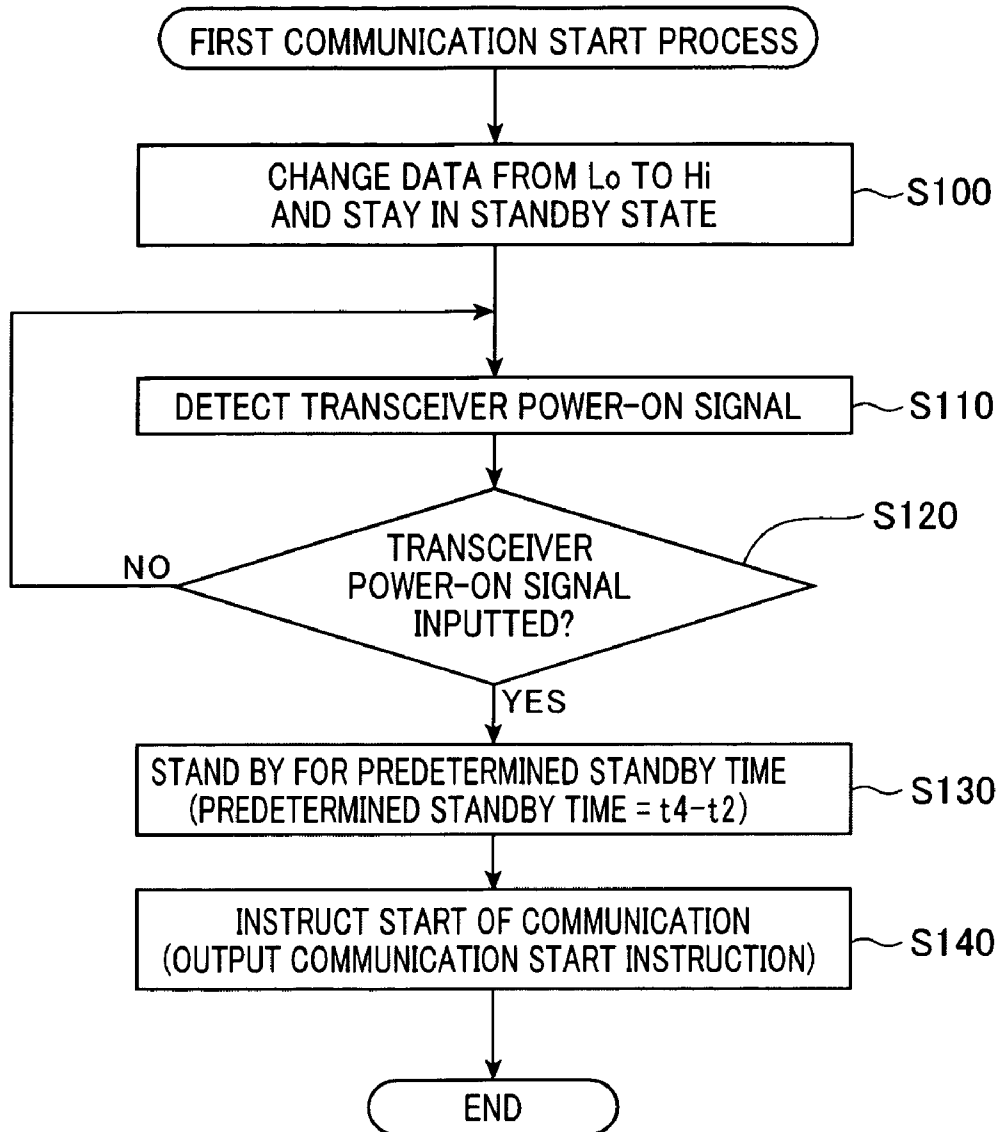 FIRST COMMUNICATION START PROCESS
CHANGE DATA FROM Lo TO Hi
AND STAY IN STANDBY STATE
S100
DETECT TRANSCEIVER POWER-ON SIGNAL
S110
S120
TRANSCEIVER
POWER-ON SIGNAL
INPUTTED?
NO
YES
STAND BY FOR PREDETERMINED STANDBY TIME
(PREDETERMINED STANDBY TIME = t4-t2)
S130
INSTRUCT START OF COMMUNICATION
(OUTPUT COMMUNICATION START INSTRUCTION)
S140
END